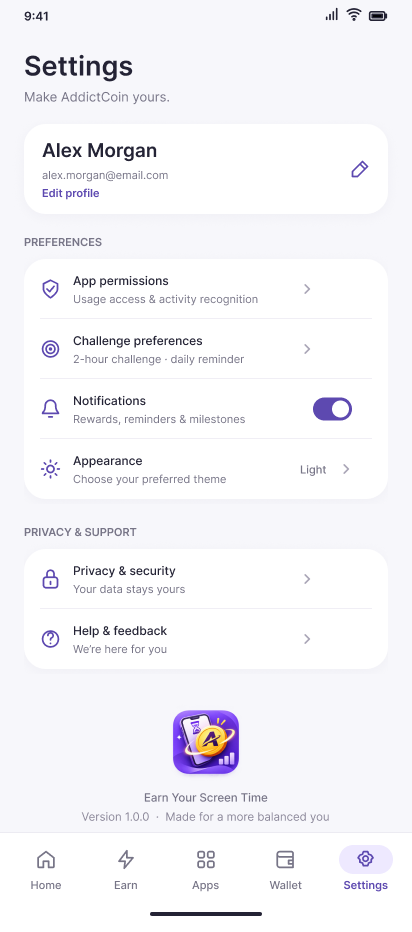 9:41
Settings
Make AddictCoin yours.
Alex Morgan
alex.morgan@email.com
Edit profile
PREFERENCES
App permissions
Usage access & activity recognition
Challenge preferences
2-hour challenge · daily reminder
Notifications
Rewards, reminders & milestones
Appearance
Choose your preferred theme
Light
PRIVACY & SUPPORT
Privacy & security
Your data stays yours
Help & feedback
We’re here for you
A
Earn Your Screen Time
Version 1.0.0 · Made for a more balanced you
Home Earn Apps Wallet Settings